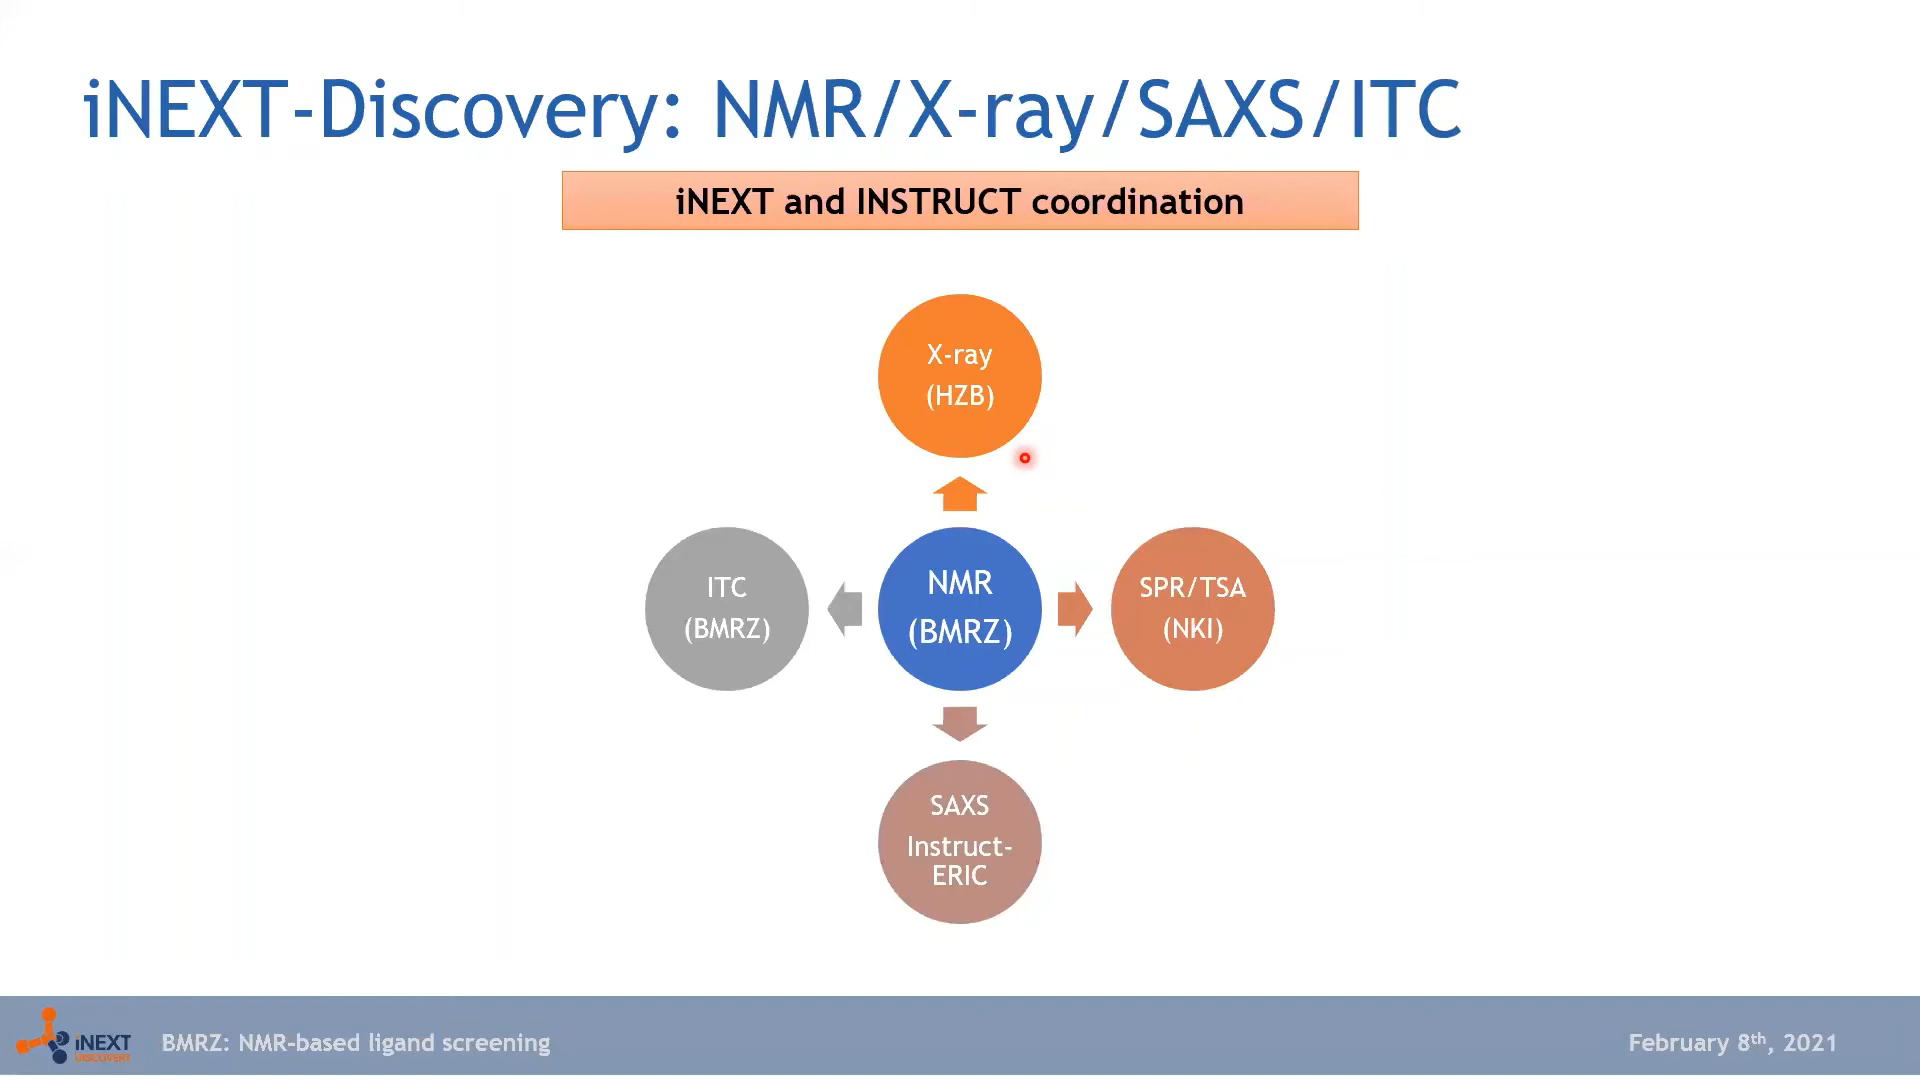 iNEXT-Discovery: NMR/X-ray/SAXS/ITC
iNEXT and INSTRUCT coordination
X-ray
(HZB)
ITC
(BMRZ)
NMR
(BMRZ)
SPR/TSA
(NKI)
SAXS
Instruct-
ERIC
iNEXT
DISCOVERY
BMRZ: NMR-based ligand screening
February 8th, 2021